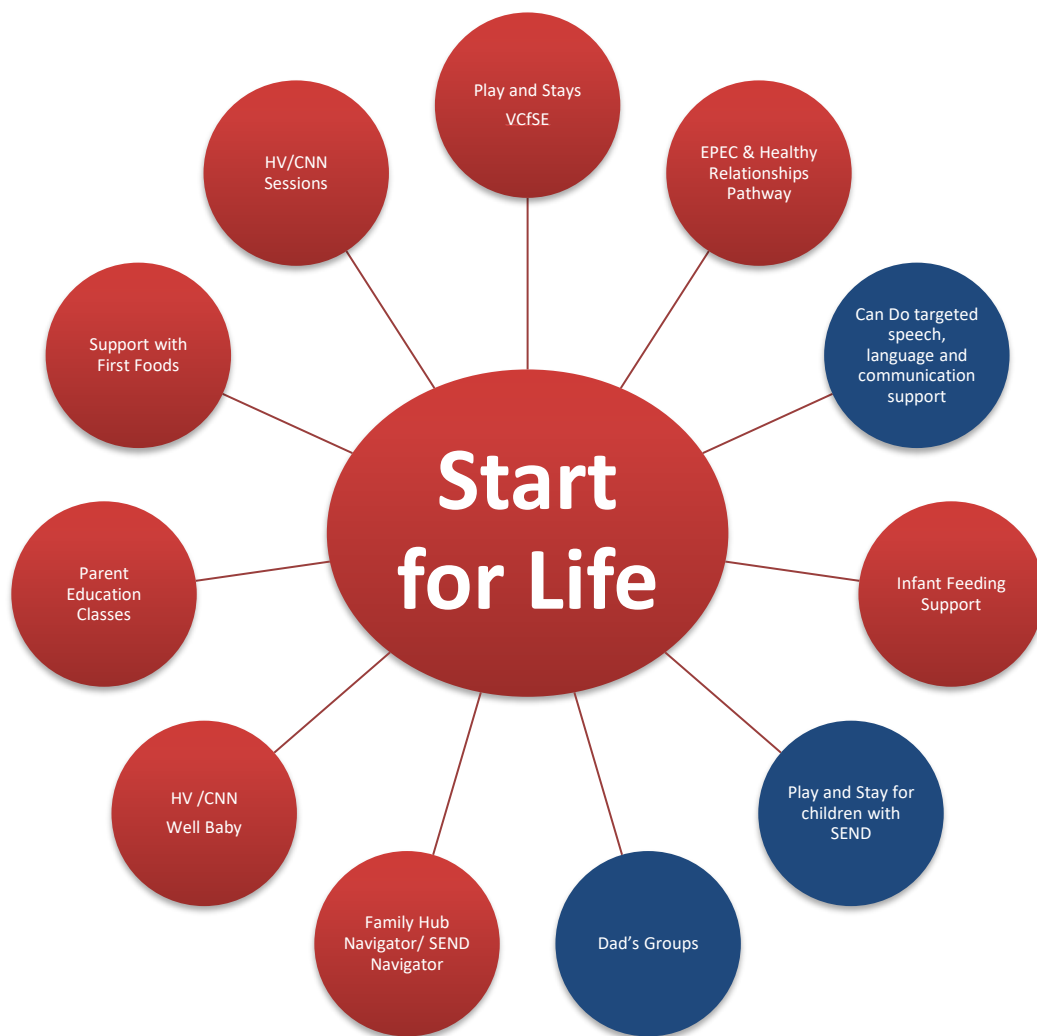 Play and Stays
VCfSE
EPEC & Healthy
Relationships
Pathway
HV/CNN
Sessions
Can Do targeted
speech,
language and
communication
support
Support with
First Foods
Start
for Life
Parent
Education
Classes
Infant Feeding
Support
HV /CNN
Well Baby
Play and Stay for
children with
SEND
Family Hub
Navigator/ SEND
Navigator
Dad’s Groups